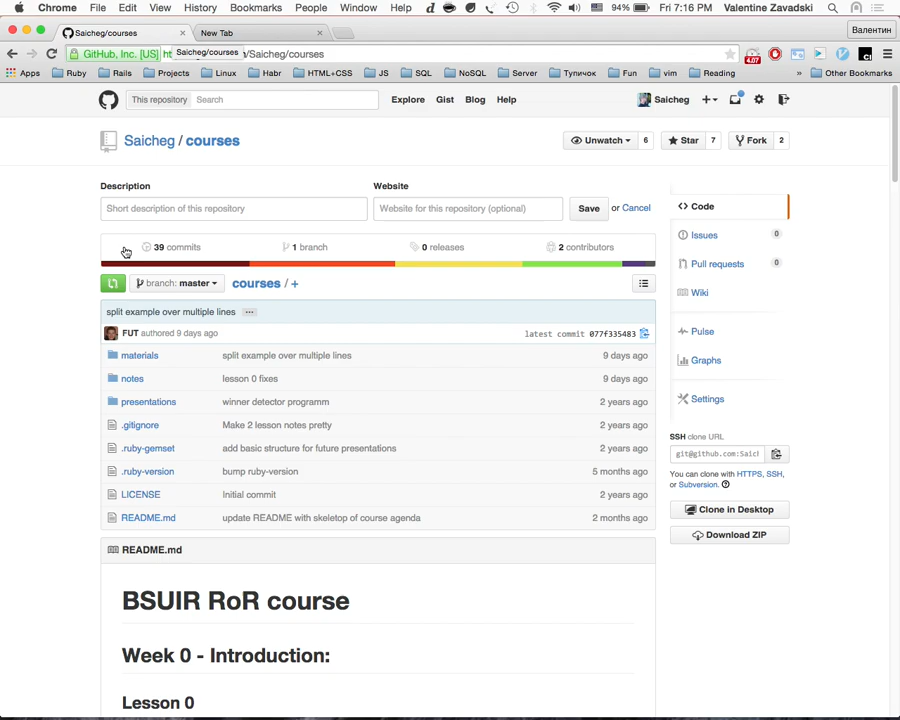 Chrome File Edit View History Bookmarks People Window Help 94% Fri 7:16 PM Valentine Zavadski
Saicheg/courses New Tab Валентин
GitHub, Inc. [US] /Saicheg/courses
Saicheg/courses
4.07
Apps Ruby Rails Projects Linux Habr HTML+CSS JS SQL NoSQL Server Тупичок Fun vim Reading » Other Bookmarks
This repository Search Explore Gist Blog Help Saicheg
Saicheg / courses Unwatch 6 Star 7 Fork 2
Description Website
Short description of this repository Website for this repository (optional) Save or Cancel
39 commits 1 branch 0 releases 2 contributors
branch: master courses / +
split example over multiple lines ...
FUT authored 9 days ago latest commit 077f335483
materials split example over multiple lines 9 days ago
notes lesson 0 fixes 9 days ago
presentations winner detector programm 2 years ago
.gitignore Make 2 lesson notes pretty 2 years ago
.ruby-gemset add basic structure for future presentations 2 years ago
.ruby-version bump ruby-version 5 months ago
LICENSE Initial commit 2 years ago
README.md update README with skeletop of course agenda 2 months ago
README.md
BSUIR RoR course
Week 0 - Introduction:
Lesson 0
Code
Issues 0
Pull requests 0
Wiki
Pulse
Graphs
Settings
SSH clone URL
git@github.com:Saicl
You can clone with HTTPS, SSH,
or Subversion.
Clone in Desktop
Download ZIP